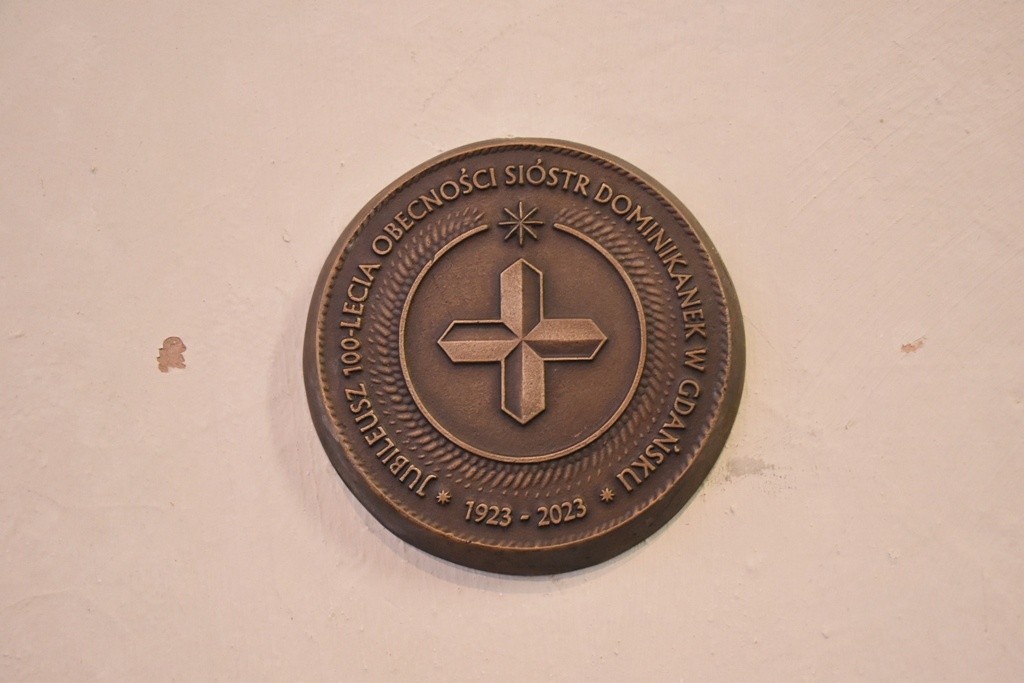 JUBILEUSZ 100-LECIA OBECNOŚCI SIÓSTR DOMINIKANEK W GDAŃSKU
1923 - 2023